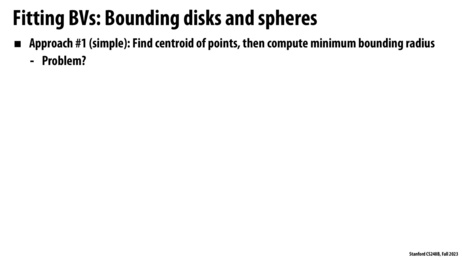 Fitting BVs: Bounding disks and spheres
■ Approach #1 (simple): Find centroid of points, then compute minimum bounding radius
- Problem?
Stanford CS248B, Fall 2023